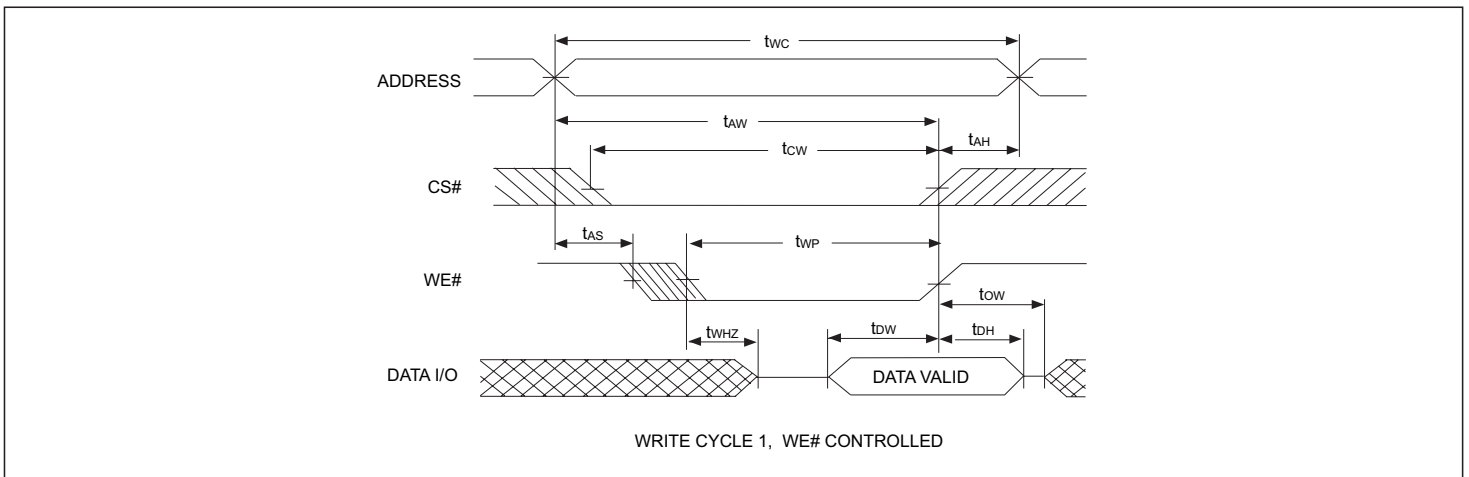 tWC
ADDRESS
tAW
tCW
tAH
CS#
tAS
tWP
WE#
tOW
tWHZ
tDW
tDH
DATA I/O
DATA VALID
WRITE CYCLE 1, WE# CONTROLLED